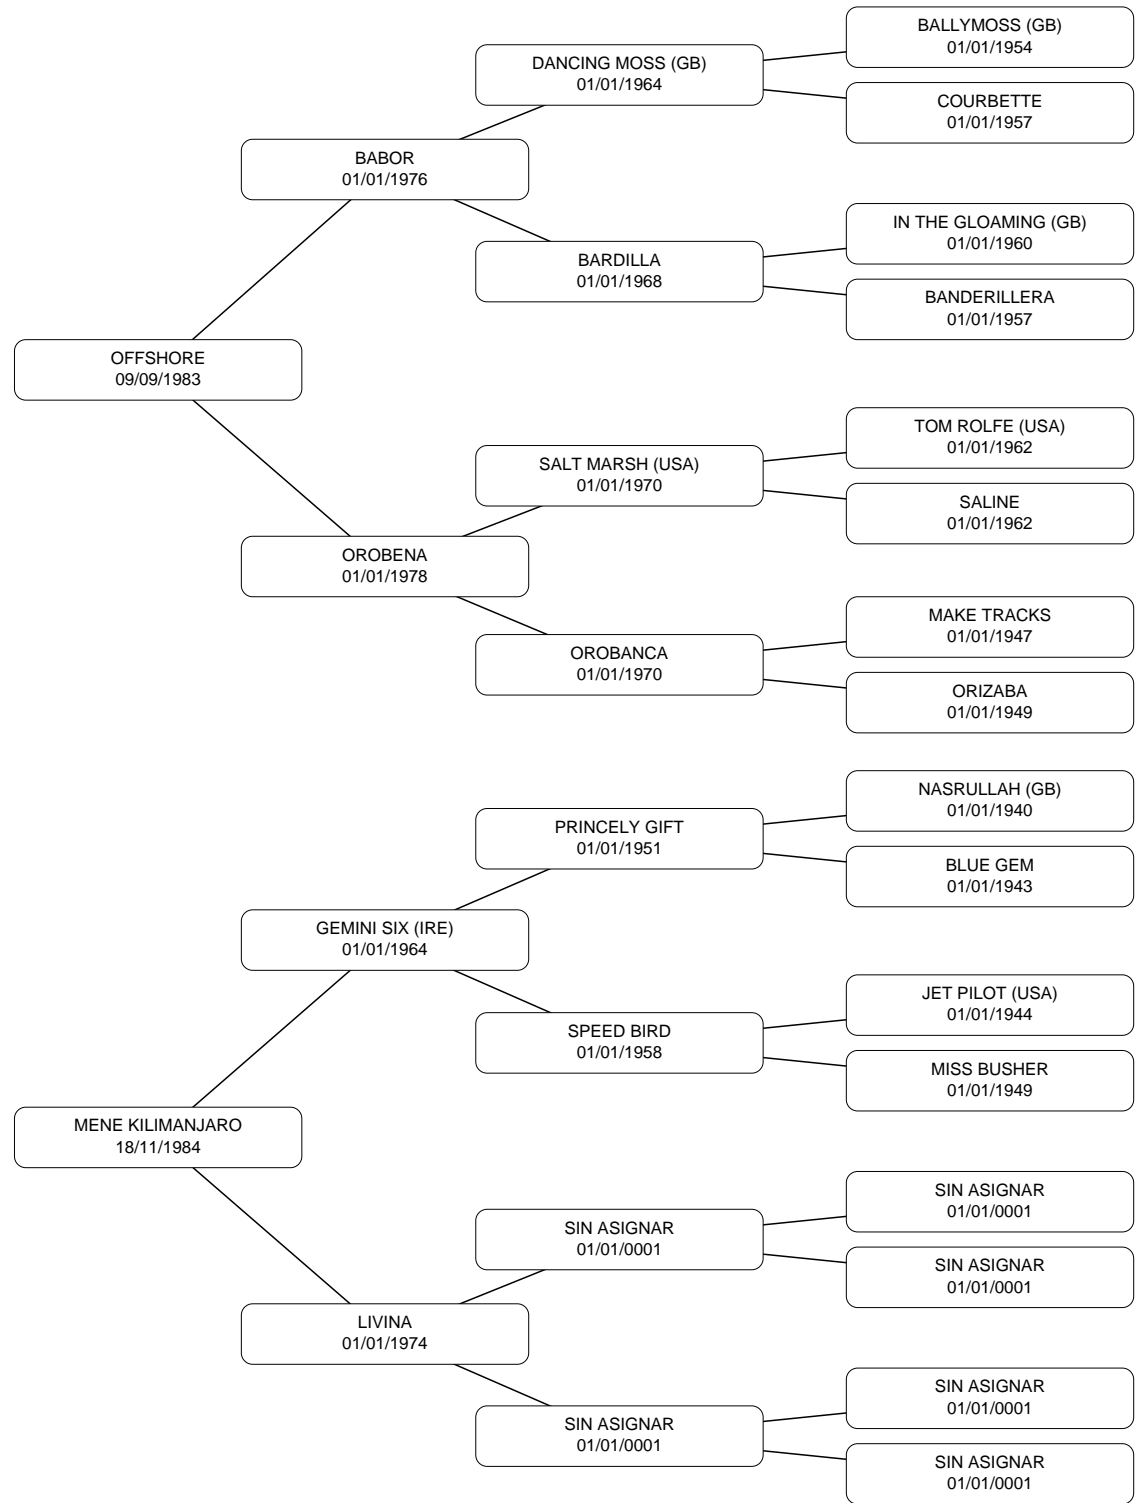 BALLYMOSS (GB)
01/01/1954
DANCING MOSS (GB)
01/01/1964
COURBETTE
01/01/1957
BABOR
01/01/1976
IN THE GLOAMING (GB)
01/01/1960
BARDILLA
01/01/1968
BANDERILLERA
01/01/1957
OFFSHORE
09/09/1983
TOM ROLFE (USA)
01/01/1962
SALT MARSH (USA)
01/01/1970
SALINE
01/01/1962
OROBENA
01/01/1978
MAKE TRACKS
01/01/1947
OROBANCA
01/01/1970
ORIZABA
01/01/1949
NASRULLAH (GB)
01/01/1940
PRINCELY GIFT
01/01/1951
BLUE GEM
01/01/1943
GEMINI SIX (IRE)
01/01/1964
JET PILOT (USA)
01/01/1944
SPEED BIRD
01/01/1958
MISS BUSHER
01/01/1949
MENE KILIMANJARO
18/11/1984
SIN ASIGNAR
01/01/0001
SIN ASIGNAR
01/01/0001
SIN ASIGNAR
01/01/0001
LIVINA
01/01/1974
SIN ASIGNAR
01/01/0001
SIN ASIGNAR
01/01/0001
SIN ASIGNAR
01/01/0001